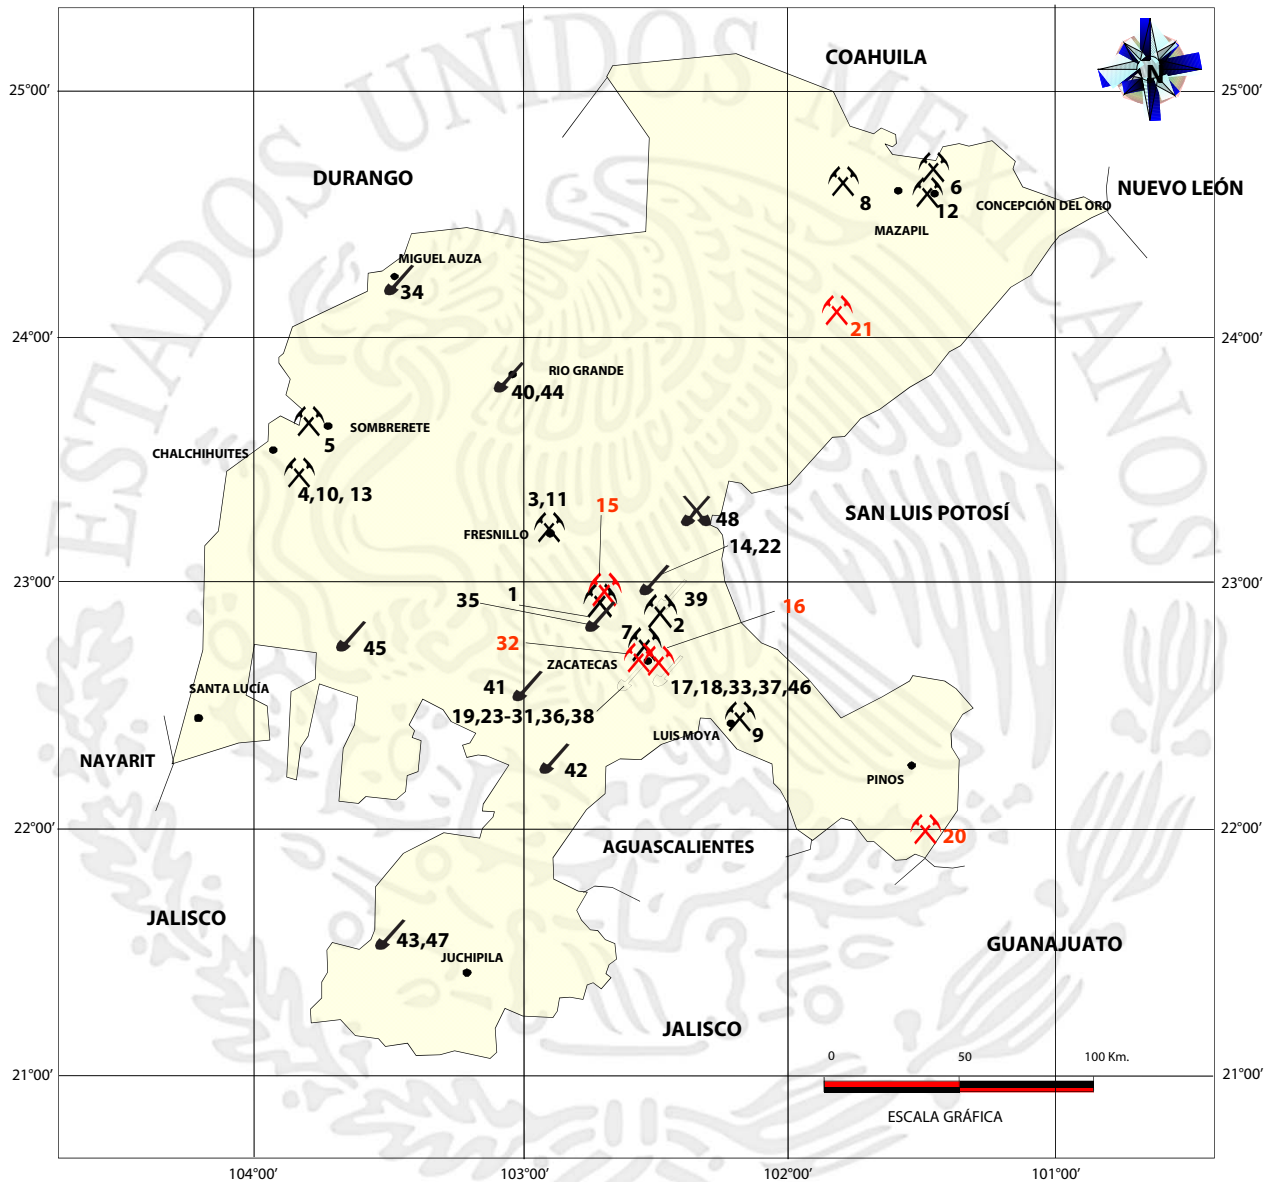 ESTADOS UNIDOS MEXICANOS
COAHUILA
N
25°00’
25°00’
DURANGO
NUEVO LEÓN
6
8
12
CONCEPCIÓN DEL ORO
MAZAPIL
MIGUEL AUZA
34
24°00’
21
24°00’
RIO GRANDE
40,44
SOMBRERETE
5
CHALCHIHUITES
4,10, 13
3,11
15
FRESNILLO
48
SAN LUIS POTOSÍ
14,22
23°00’
23°00’
1
35
39
16
2
7
45
32
ZACATECAS
41
17,18,33,37,46
SANTA LUCÍA
19,23-31,36,38
LUIS MOYA
9
NAYARIT
42
PINOS
22°00’
22°00’
20
AGUASCALIENTES
JALISCO
43,47
GUANAJUATO
JUCHIPILA
JALISCO
0 50 100 Km.
21°00’
21°00’
ESCALA GRÁFICA
104°00’ 103°00’ 102°00’ 101°00’